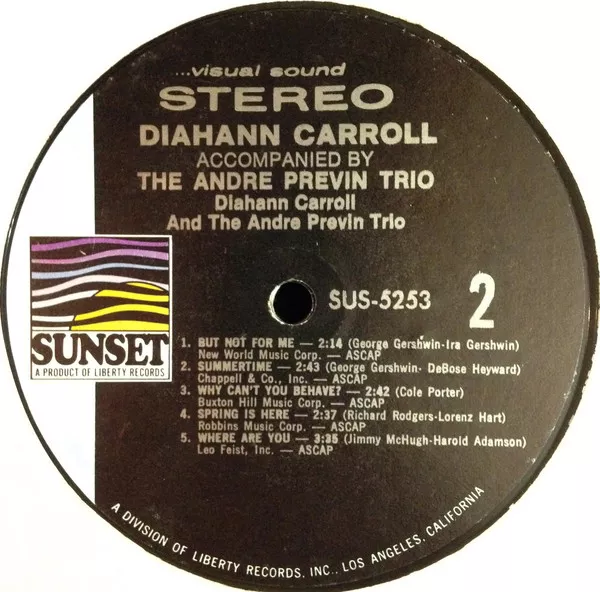 ...visual sound
STEREO
DIAHANN CARROLL
ACCOMPANIED BY
THE ANDRE PREVIN TRIO
Diahann Carroll
And The Andre Previn Trio
SUNSET
A PRODUCT OF LIBERTY RECORDS
SUS-5253
2
1. BUT NOT FOR ME — 2:14 (George Gershwin-Ira Gershwin)
New World Music Corp. — ASCAP
2. SUMMERTIME — 2:43 (George Gershwin- DeBose Heyward)
Chappell & Co., Inc. — ASCAP
3. WHY CAN'T YOU BEHAVE? — 2:42 (Cole Porter)
Buxton Hill Music Corp. — ASCAP
4. SPRING IS HERE — 2:37 (Richard Rodgers-Lorenz Hart)
Robbins Music Corp. — ASCAP
5. WHERE ARE YOU — 3:35 (Jimmy McHugh-Harold Adamson)
Leo Feist, Inc. — ASCAP
A DIVISION OF LIBERTY RECORDS, INC., LOS ANGELES, CALIFORNIA